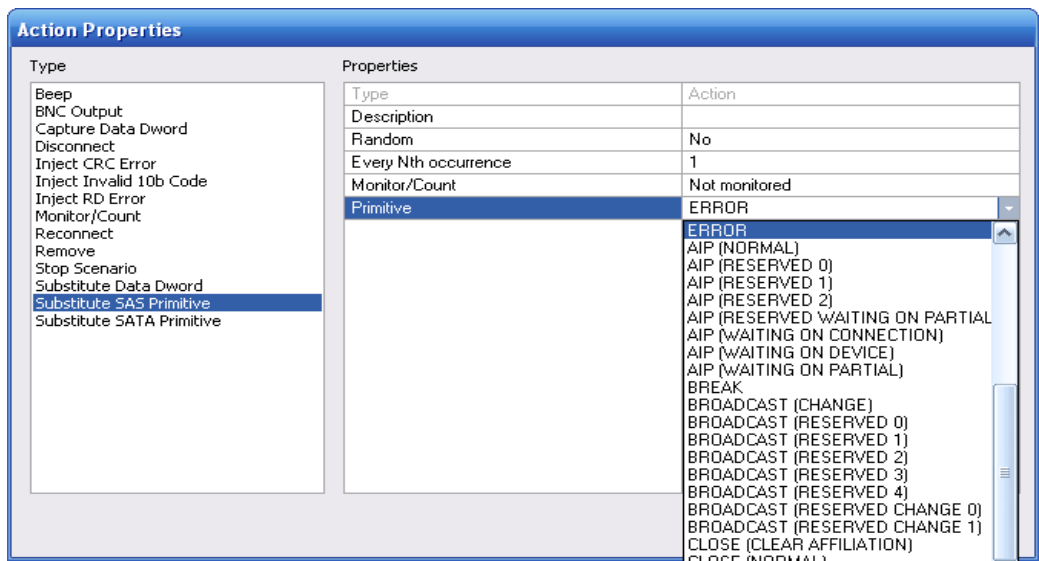 Action Properties
Type
Beep
BNC Output
Capture Data Dword
Disconnect
Inject CRC Error
Inject Invalid 10b Code
Inject RD Error
Monitor/Count
Reconnect
Remove
Stop Scenario
Substitute Data Dword
Substitute SAS Primitive
Substitute SATA Primitive
Properties
Type Action
Description
Random No
Every Nth occurrence 1
Monitor/Count Not monitored
Primitive ERROR
ERROR
AIP (NORMAL)
AIP (RESERVED 0)
AIP (RESERVED 1)
AIP (RESERVED 2)
AIP (RESERVED WAITING ON PARTIAL
AIP (WAITING ON CONNECTION)
AIP (WAITING ON DEVICE)
AIP (WAITING ON PARTIAL)
BREAK
BROADCAST (CHANGE)
BROADCAST (RESERVED 0)
BROADCAST (RESERVED 1)
BROADCAST (RESERVED 2)
BROADCAST (RESERVED 3)
BROADCAST (RESERVED 4)
BROADCAST (RESERVED CHANGE 0)
BROADCAST (RESERVED CHANGE 1)
CLOSE (CLEAR AFFILIATION)
CLOSE (NORMAL)